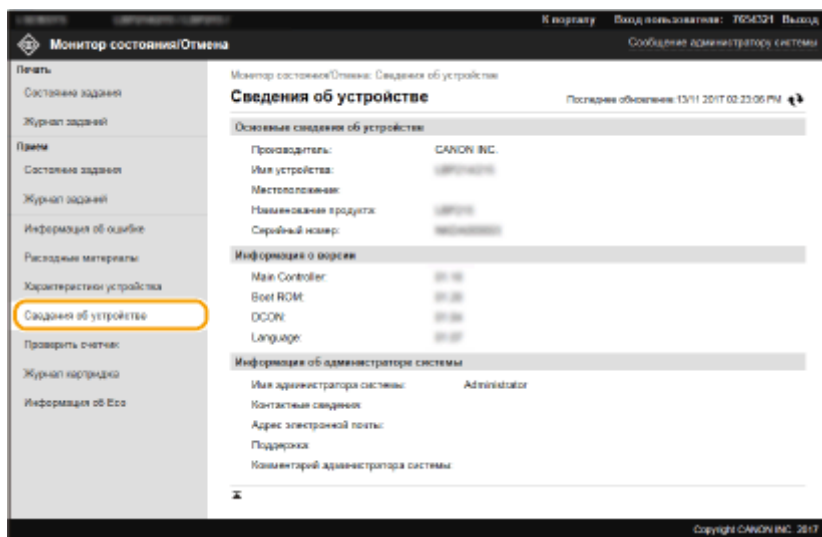 К порталу Вход пользователя: 7654321 Выход
Монитор состояния/Отмена
Сообщение администратору системы
Печать
Состояние задания
Журнал заданий
Прием
Состояние задания
Журнал заданий
Информация об ошибке
Расходные материалы
Характеристики устройства
Сведения об устройстве
Проверить счетчик
Журнал картриджа
Информация об Eco
Монитор состояния/Отмена: Сведения об устройстве
Сведения об устройстве
Последнее обновление: 13/11 2017 02:23:06 PM
Основные сведения об устройстве
Производитель: CANON INC.
Имя устройства:
Местоположение:
Наименование продукта:
Серийный номер:
Информация о версии
Main Controller:
Boot ROM:
DCON:
Language:
Информация об администраторе системы
Имя администратора системы: Administrator
Контактные сведения:
Адрес электронной почты:
Поддержка:
Комментарий администратора системы:
Copyright CANON INC. 2017